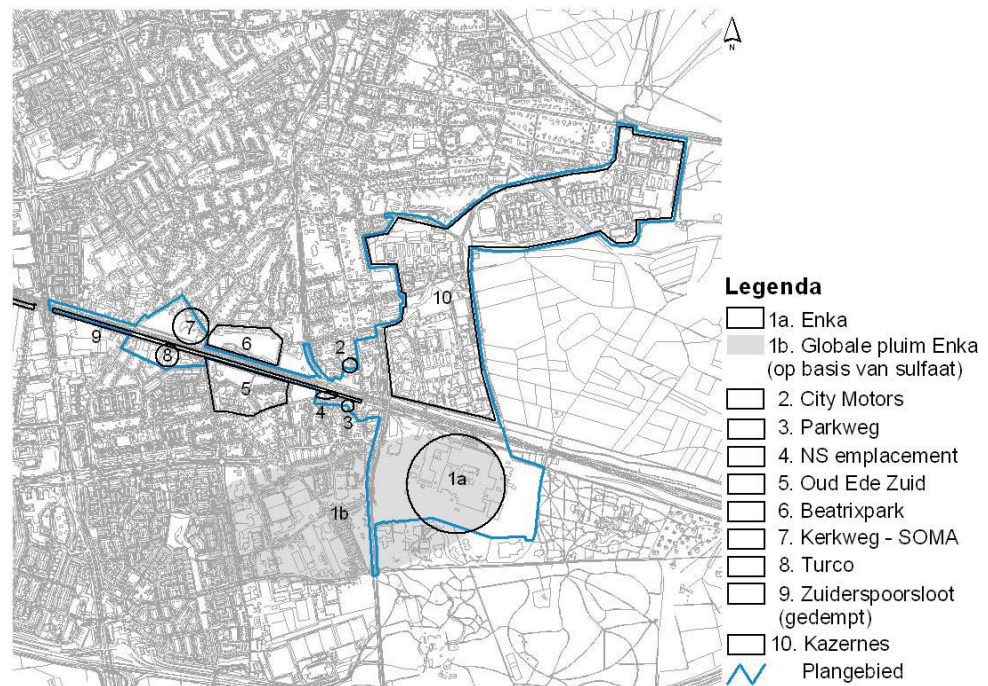 N
10
7
6
9
8
2
5
4
3
1a
1b
Legenda
1a. Enka
1b. Globale pluim Enka
(op basis van sulfaat)
2. City Motors
3. Parkweg
4. NS emplacement
5. Oud Ede Zuid
6. Beatrixpark
7. Kerkweg - SOMA
8. Turco
9. Zuiderspoorsloot
(gedempt)
10. Kazernes
Plangebied